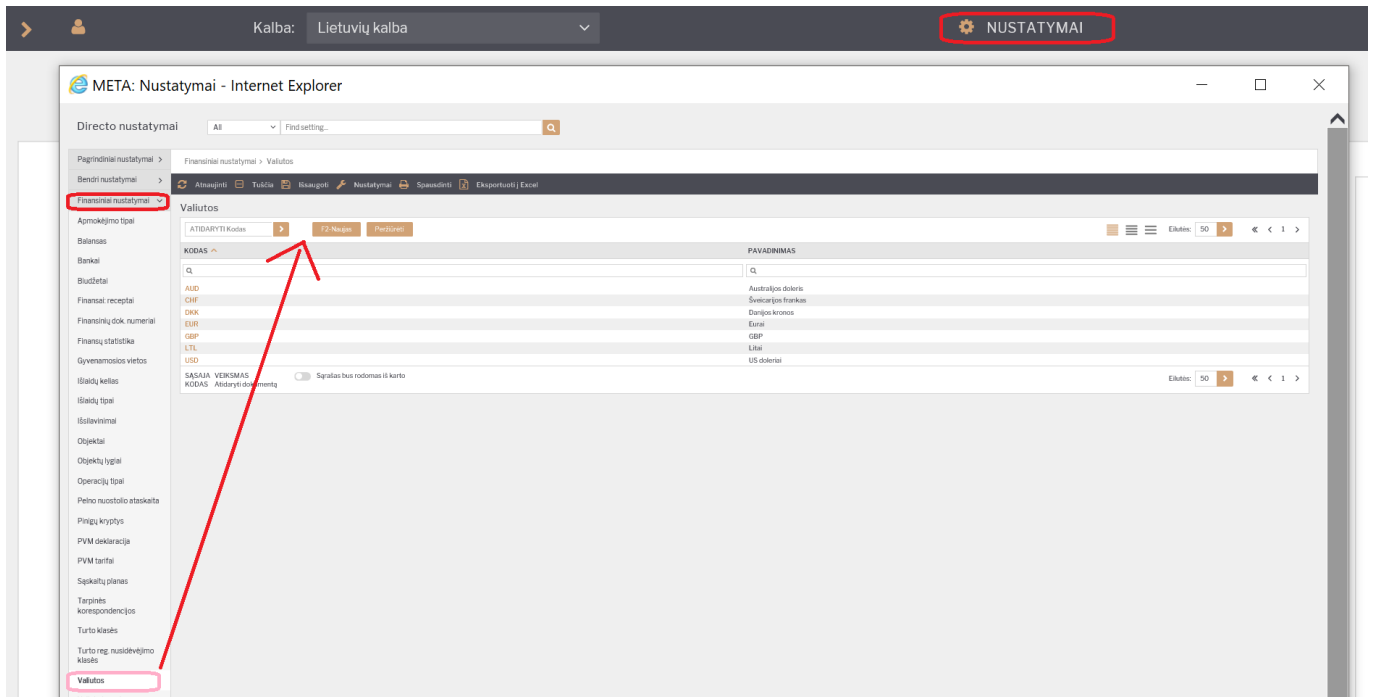 Kalba: Lietuvių kalba NUSTATYMAI
META: Nustatymai - Internet Explorer
Directo nustatymai All Find setting...
Pagrindiniai nustatymai >
Finansiniai nustatymai > Valiutos
Bendri nustatymai >
Atnaujinti Tuščia Išsaugoti Nustatymai Spausdinti Eksportuoti į Excel
Finansiniai nustatymai
Valiutos
Apmokėjimo tipai
ATIDARYTI Kodas F2-Naujas Peržiūrėti Eilutės: 50 1
Balansas
KODAS PAVADINIMAS
Bankai
Biudžetai
AUD Australijos doleris
CHF Šveicarijos frankas
Finansai: receptai
DKK Danijos kronos
Finansinių dok. numeriai
EUR Eurai
GBP GBP
Finansų statistika
LTL Litai
USD US doleriai
Gyvenamosios vietos
SĄSAJA VEIKSMAS Sąrašas bus rodomas iš karto Eilutės: 50 1
KODAS Atidaryti dokumentą
Išlaidų kelias
Išlaidų tipai
Išsilavinimai
Objektai
Objektų lygiai
Operacijų tipai
Pelno nuostolio ataskaita
Pinigų kryptys
PVM deklaracija
PVM tarifai
Sąskaitų planas
Tarpinės
korespondencijos
Turto klasės
Turto reg. nusidėvėjimo
klasės
Valiutos